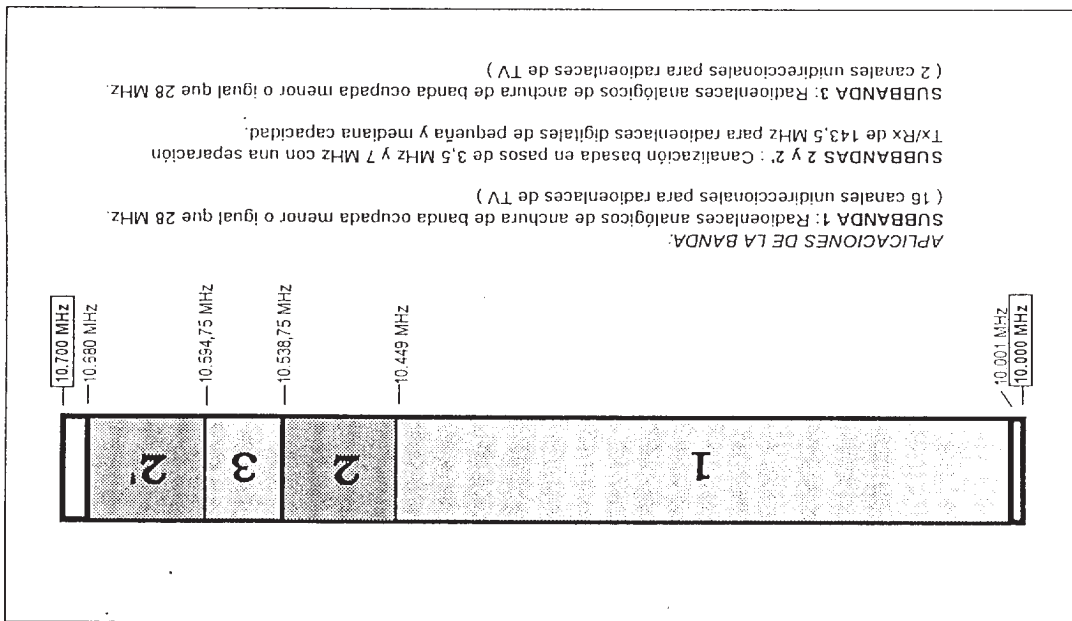 1
2
3
2'
10.000 MHz
10.001 MHz
10.449 MHz
10.538,75 MHz
10.594,75 MHz
10.680 MHz
10.700 MHz
APLICACIONES DE LA BANDA:
SUBBANDA 1: Radioenlaces analógicos de anchura de banda ocupada menor o igual que 28 MHz.
( 16 canales unidireccionales para radioenlaces de TV )
SUBBANDAS 2 y 2' : Canalización basada en pasos de 3,5 MHz y 7 MHz con una separación
Tx/Rx de 143,5 MHz para radioenlaces digitales de pequeña y mediana capacidad.
SUBBANDA 3: Radioenlaces analógicos de anchura de banda ocupada menor o igual que 28 MHz.
( 2 canales unidireccionales para radioenlaces de TV )